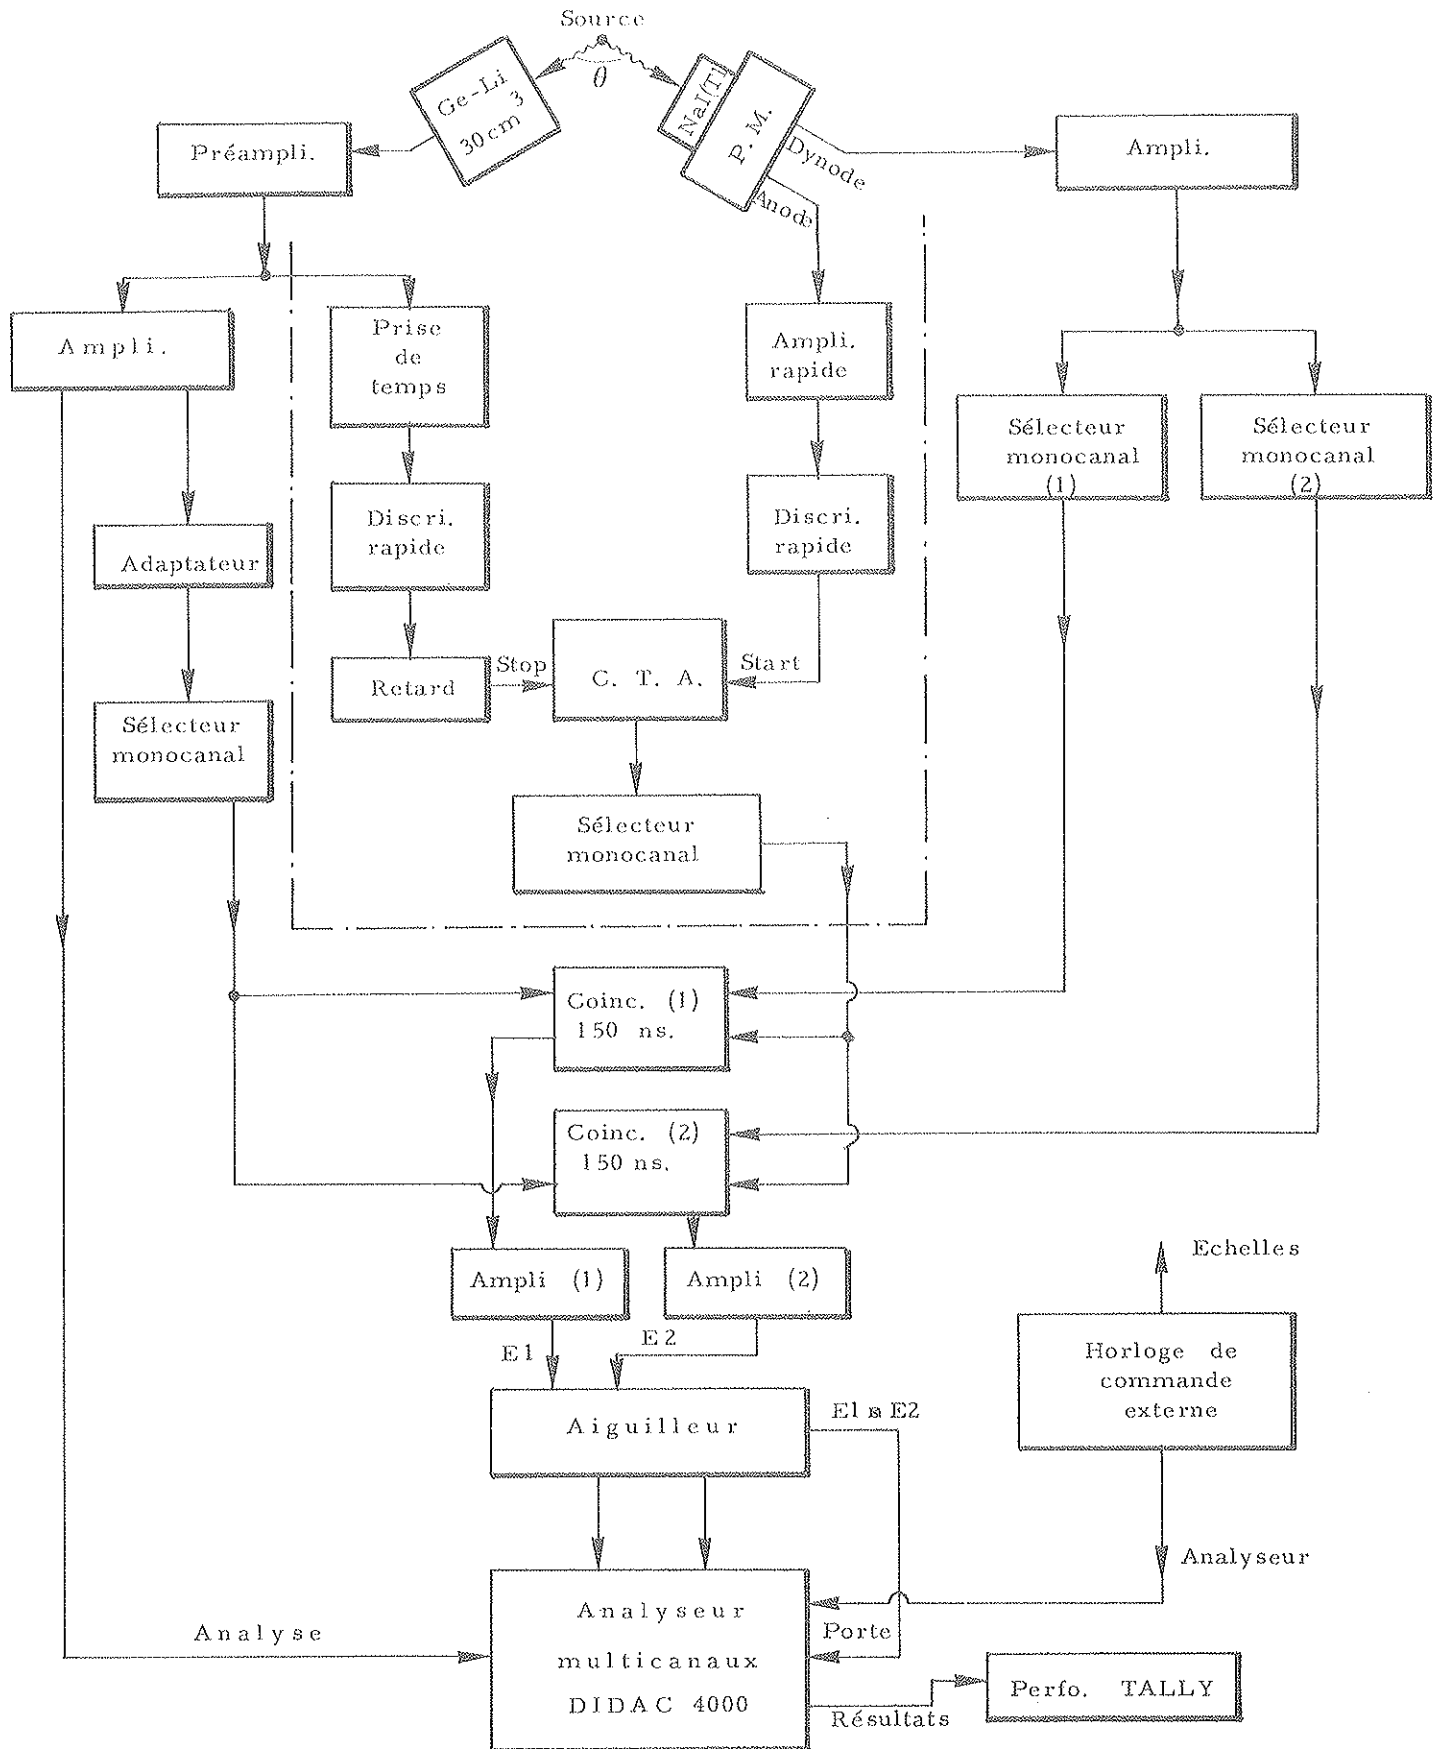 Source
θ
Ge-Li
30cm³
NaI(Tl)
P. M.
Dynode
Anode
Préampli.
Ampli.
Ampli.
Prise
de
temps
Ampli.
rapide
Sélecteur
monocanal
(1)
Sélecteur
monocanal
(2)
Adaptateur
Discri.
rapide
Discri.
rapide
Retard
Stop
C. T. A.
Start
Sélecteur
monocanal
Sélecteur
monocanal
Coinc. (1)
150 ns.
Coinc. (2)
150 ns.
Ampli (1)
Ampli (2)
Echelles
E1
E2
Horloge de
commande
externe
Aiguilleur
E1 E2
Analyseur
Analyse
Analyseur
multicanaux
DIDAC 4000
Porte
Résultats
Perfo. TALLY